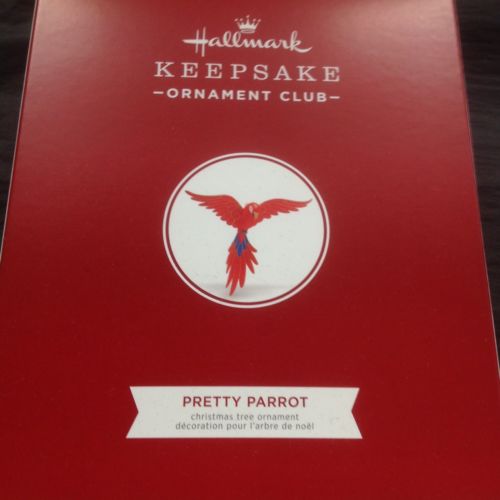 Hallmark
KEEPSAKE
–ORNAMENT CLUB–
PRETTY PARROT
christmas tree ornament
décoration pour l'arbre de noël